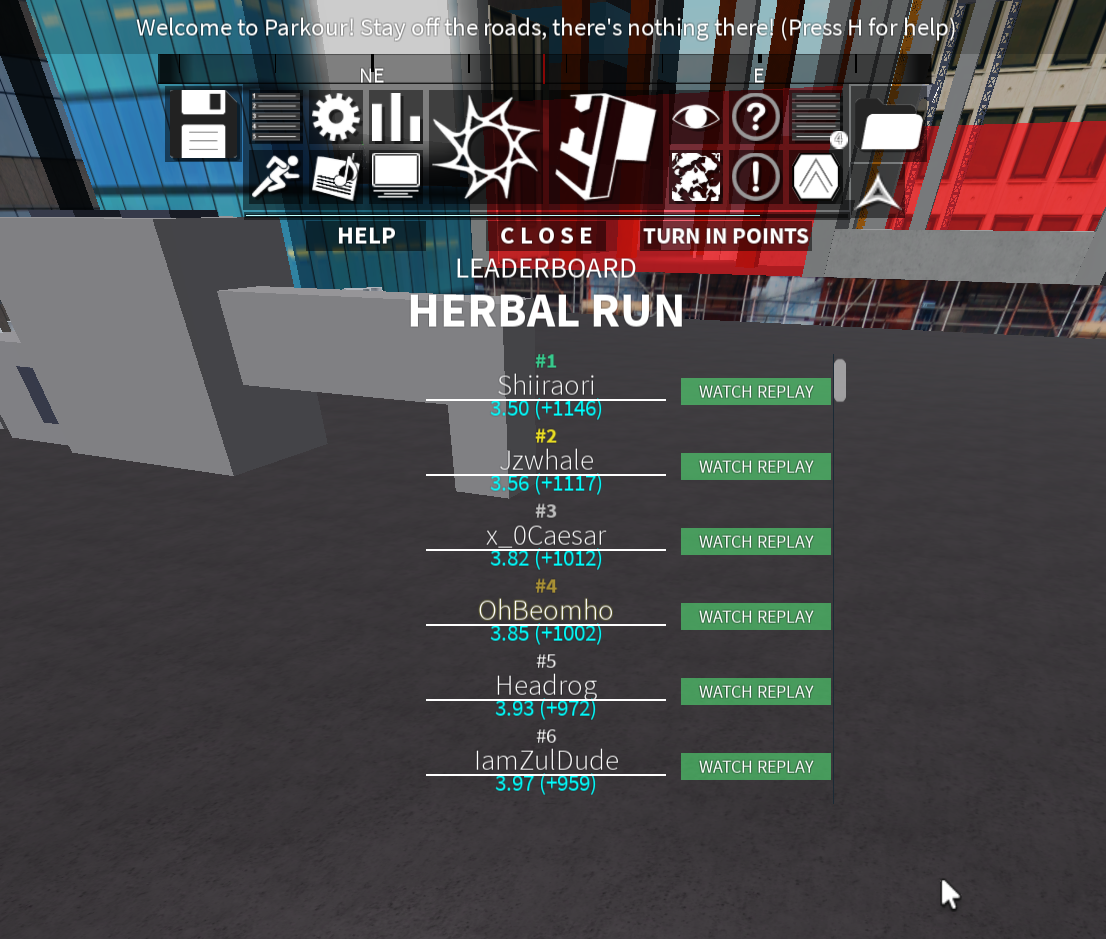 Welcome to Parkour! Stay off the roads, there's nothing there! (Press H for help)
NE E
4
HELP CLOSE TURN IN POINTS
LEADERBOARD
HERBAL RUN
#1
Shiiraori
3.50 (+1146)
WATCH REPLAY
#2
Jzwhale
3.56 (+1117)
WATCH REPLAY
#3
x_0Caesar
3.82 (+1012)
WATCH REPLAY
#4
OhBeomho
3.85 (+1002)
WATCH REPLAY
#5
Headrog
3.93 (+972)
WATCH REPLAY
#6
IamZulDude
3.97 (+959)
WATCH REPLAY